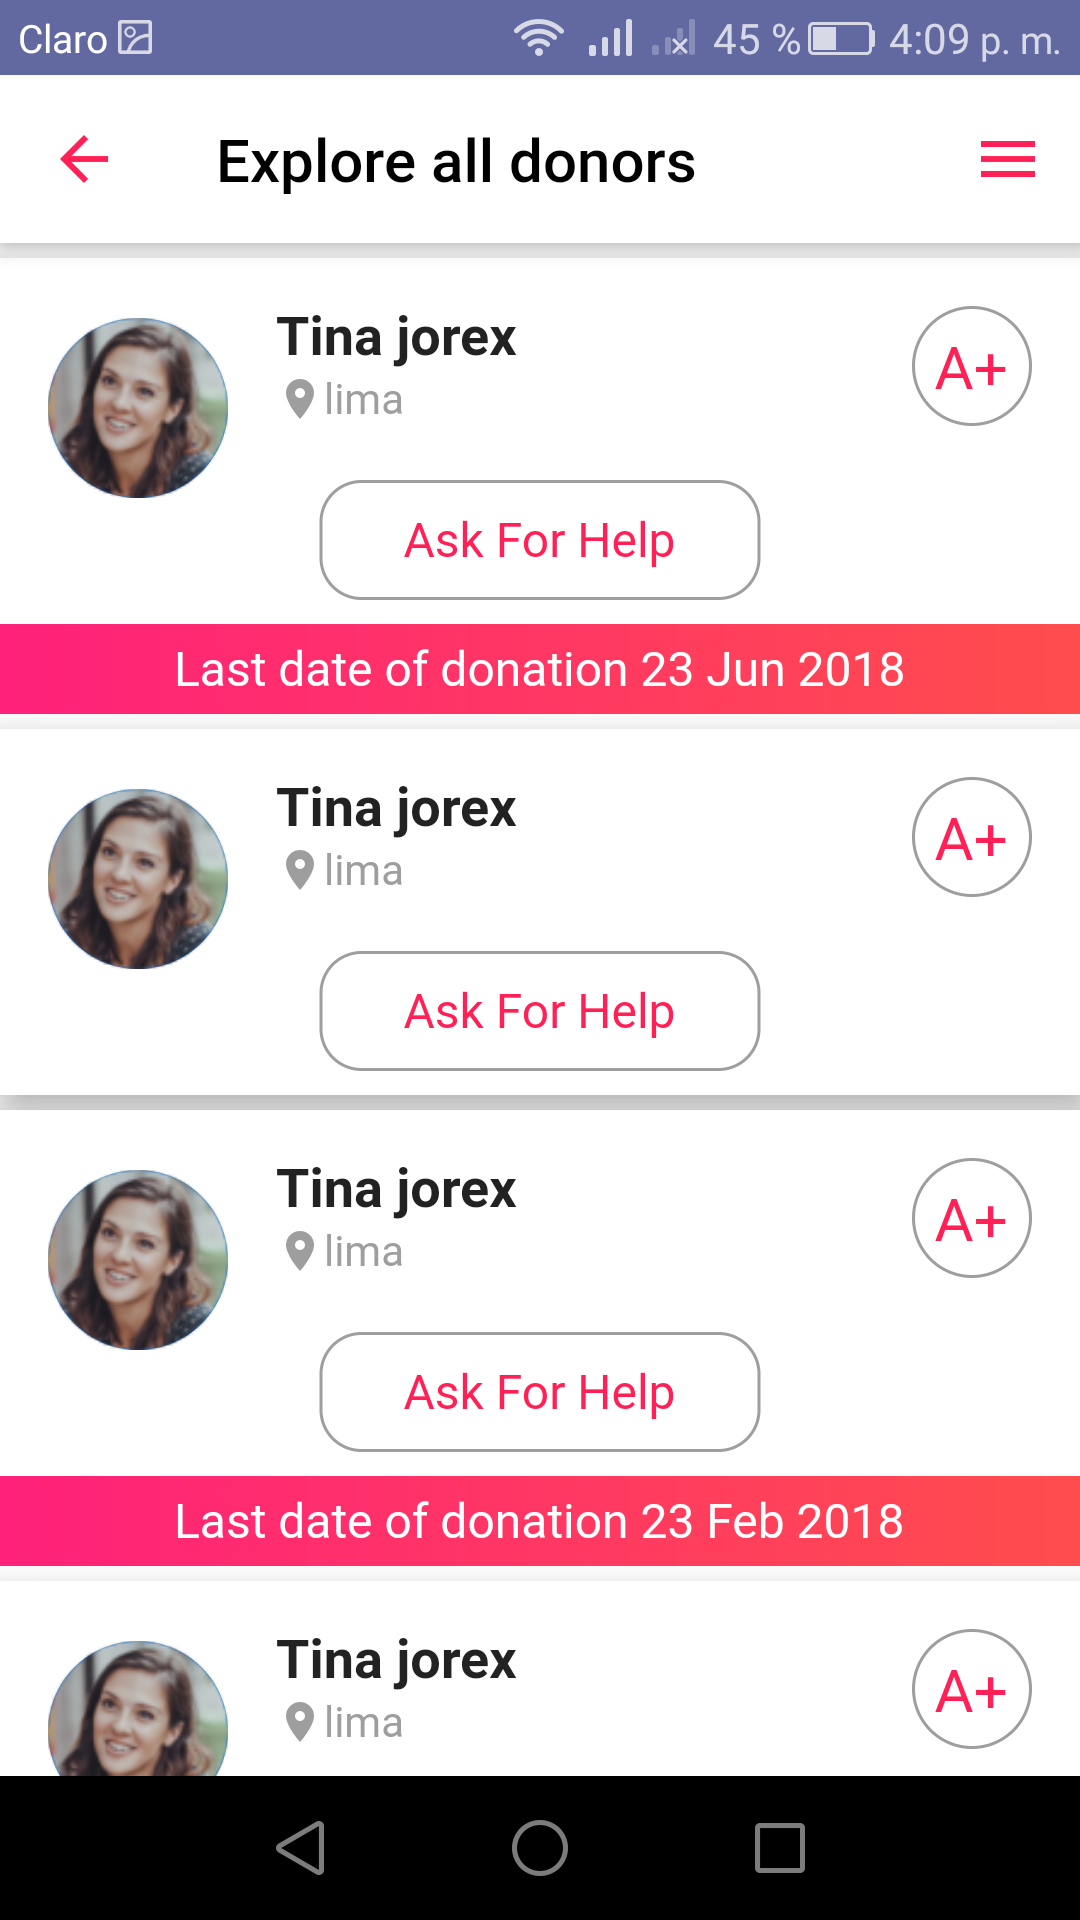 Claro 45 % 4:09 p. m.
Explore all donors
Tina jorex
A+
lima
Ask For Help
Last date of donation 23 Jun 2018
Tina jorex
A+
lima
Ask For Help
Tina jorex
A+
lima
Ask For Help
Last date of donation 23 Feb 2018
Tina jorex
A+
lima